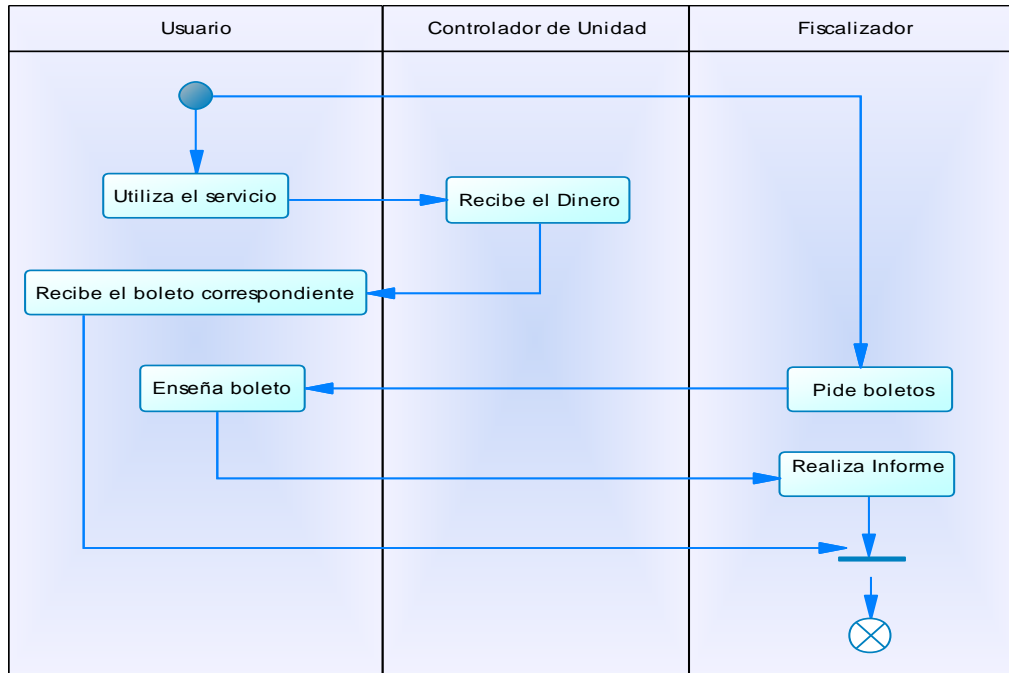 Usuario
Controlador de Unidad
Fiscalizador
Utiliza el servicio
Recibe el Dinero
Recibe el boleto correspondiente
Enseña boleto
Pide boletos
Realiza Informe